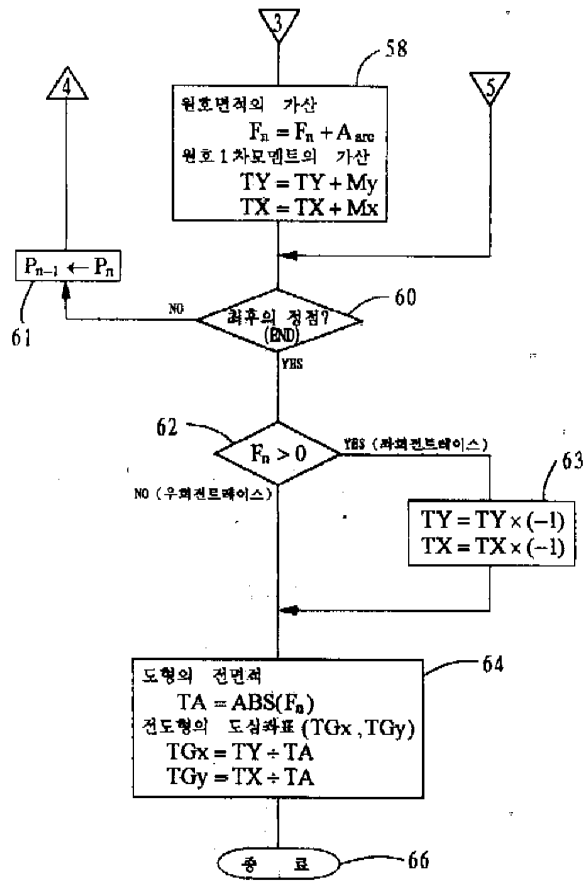 3
58
4
5
원호면적의 가산
Fn = Fn + Aarc
원호1차모멘트의 가산
TY = TY + My
TX = TX + Mx
Pn-1 ← Pn
61
NO
최후의 정점?
(END)
60
YES
62
Fn > 0
YES (좌회전트레이스)
63
NO (우회전트레이스)
TY = TY × (-1)
TX = TX × (-1)
64
도형의 전면적
TA = ABS(Fn)
전도형의 도심좌표 (TGx , TGy)
TGx = TY ÷ TA
TGy = TX ÷ TA
종 료
66